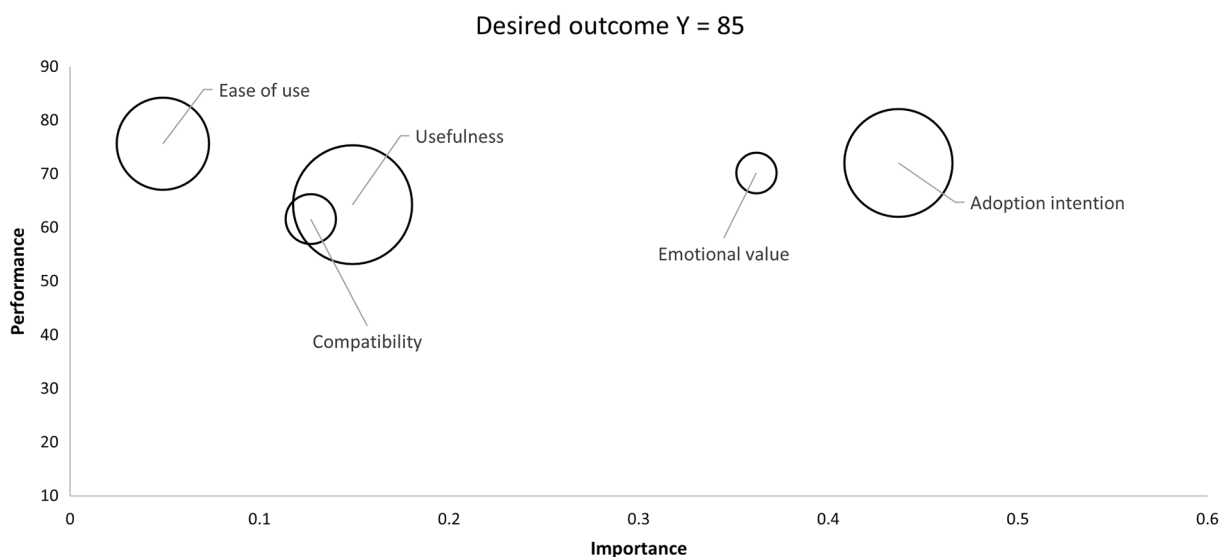 Desired outcome Y = 85
90
80
70
60
50
40
30
20
10
Performance
Ease of use
Usefulness
Compatibility
Emotional value
Adoption intention
0
0.1
0.2
0.3
0.4
0.5
0.6
Importance